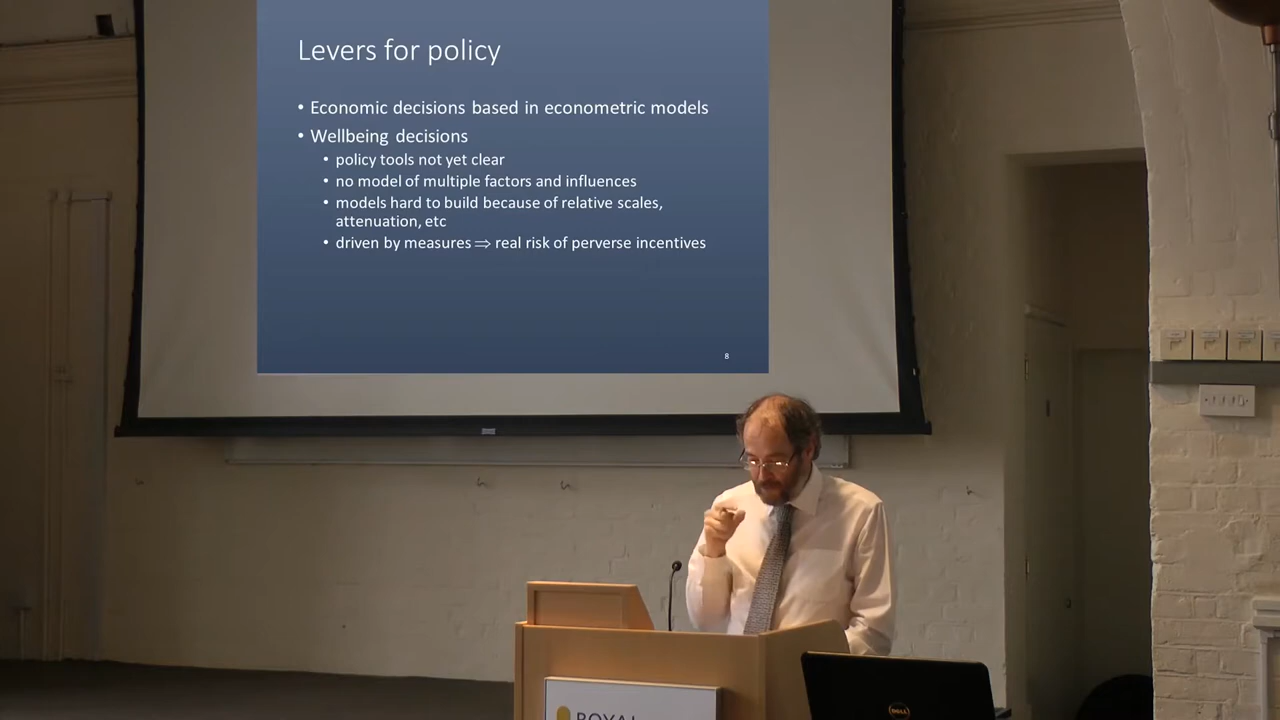 Levers for policy
• Economic decisions based in econometric models
• Wellbeing decisions
• policy tools not yet clear
• no model of multiple factors and influences
• models hard to build because of relative scales,
attenuation, etc
• driven by measures ⇒ real risk of perverse incentives
8
ROYAL
DELL